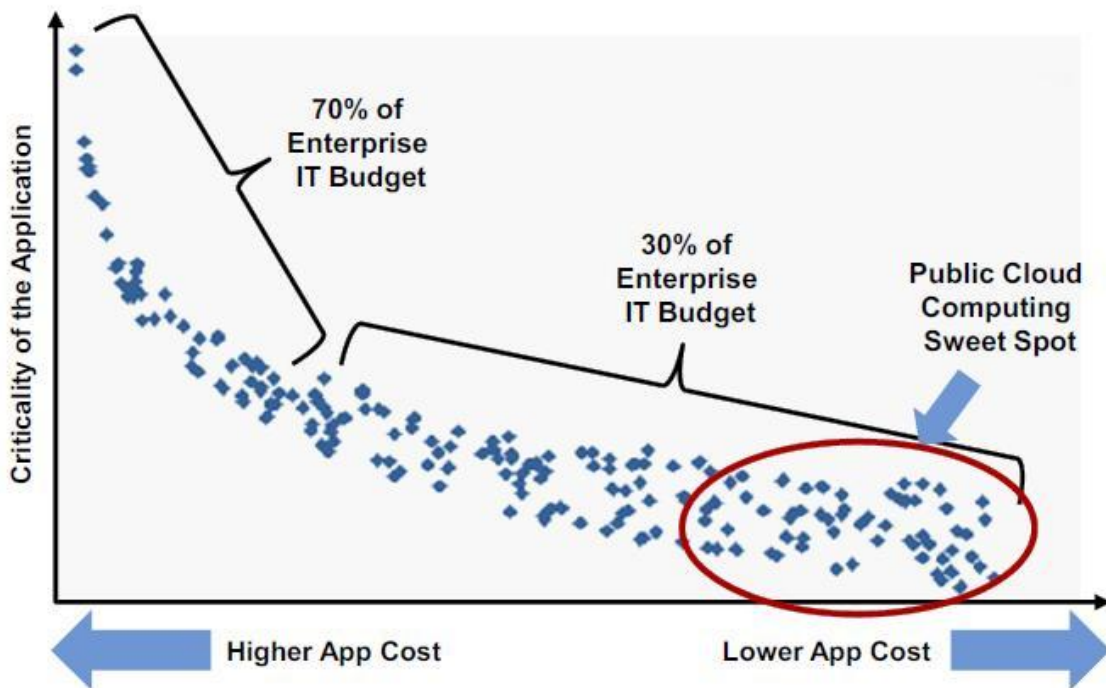 Criticality of the Application
70% of
Enterprise
IT Budget
30% of
Enterprise
IT Budget
Public Cloud
Computing
Sweet Spot
Higher App Cost
Lower App Cost